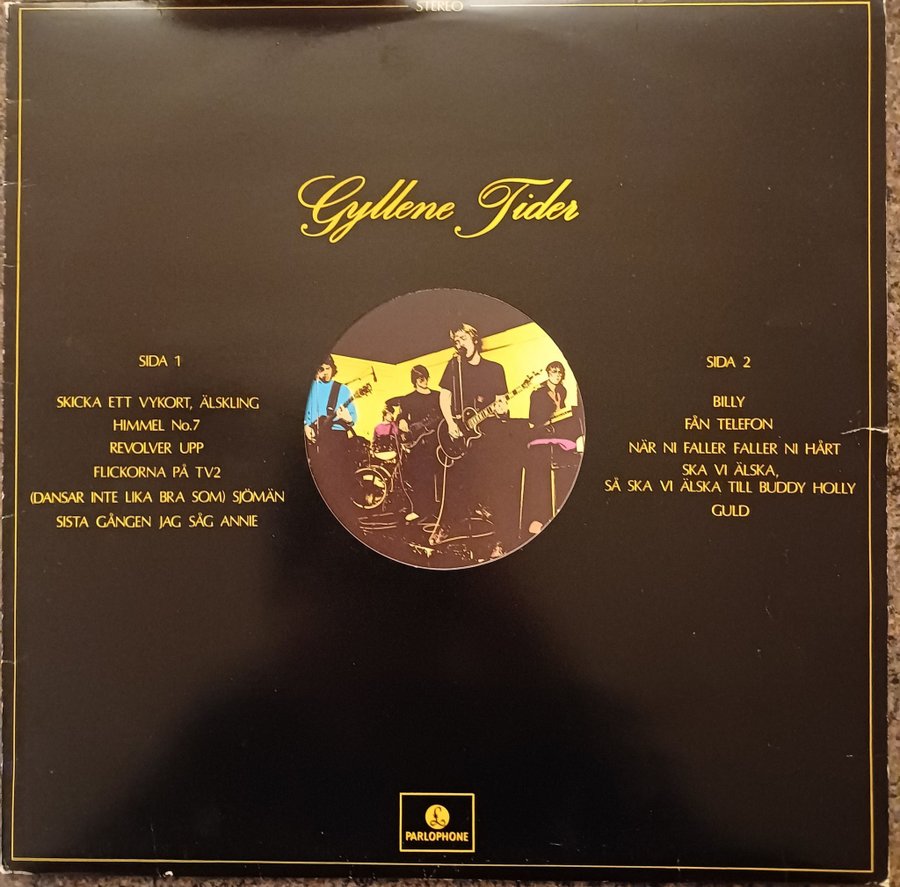 STEREO
Gyllene Tider
SIDA 1
SKICKA ETT VYKORT, ÄLSKLING
HIMMEL No.7
REVOLVER UPP
FLICKORNA PÅ TV2
(DANSAR INTE LIKA BRA SOM) SJÖMÄN
SISTA GÅNGEN JAG SÅG ANNIE
SIDA 2
BILLY
FÅN TELEFON
NÄR NI FALLER FALLER NI HÅRT
SKA VI ÄLSKA,
SÅ SKA VI ÄLSKA TILL BUDDY HOLLY
GULD
£
PARLOPHONE